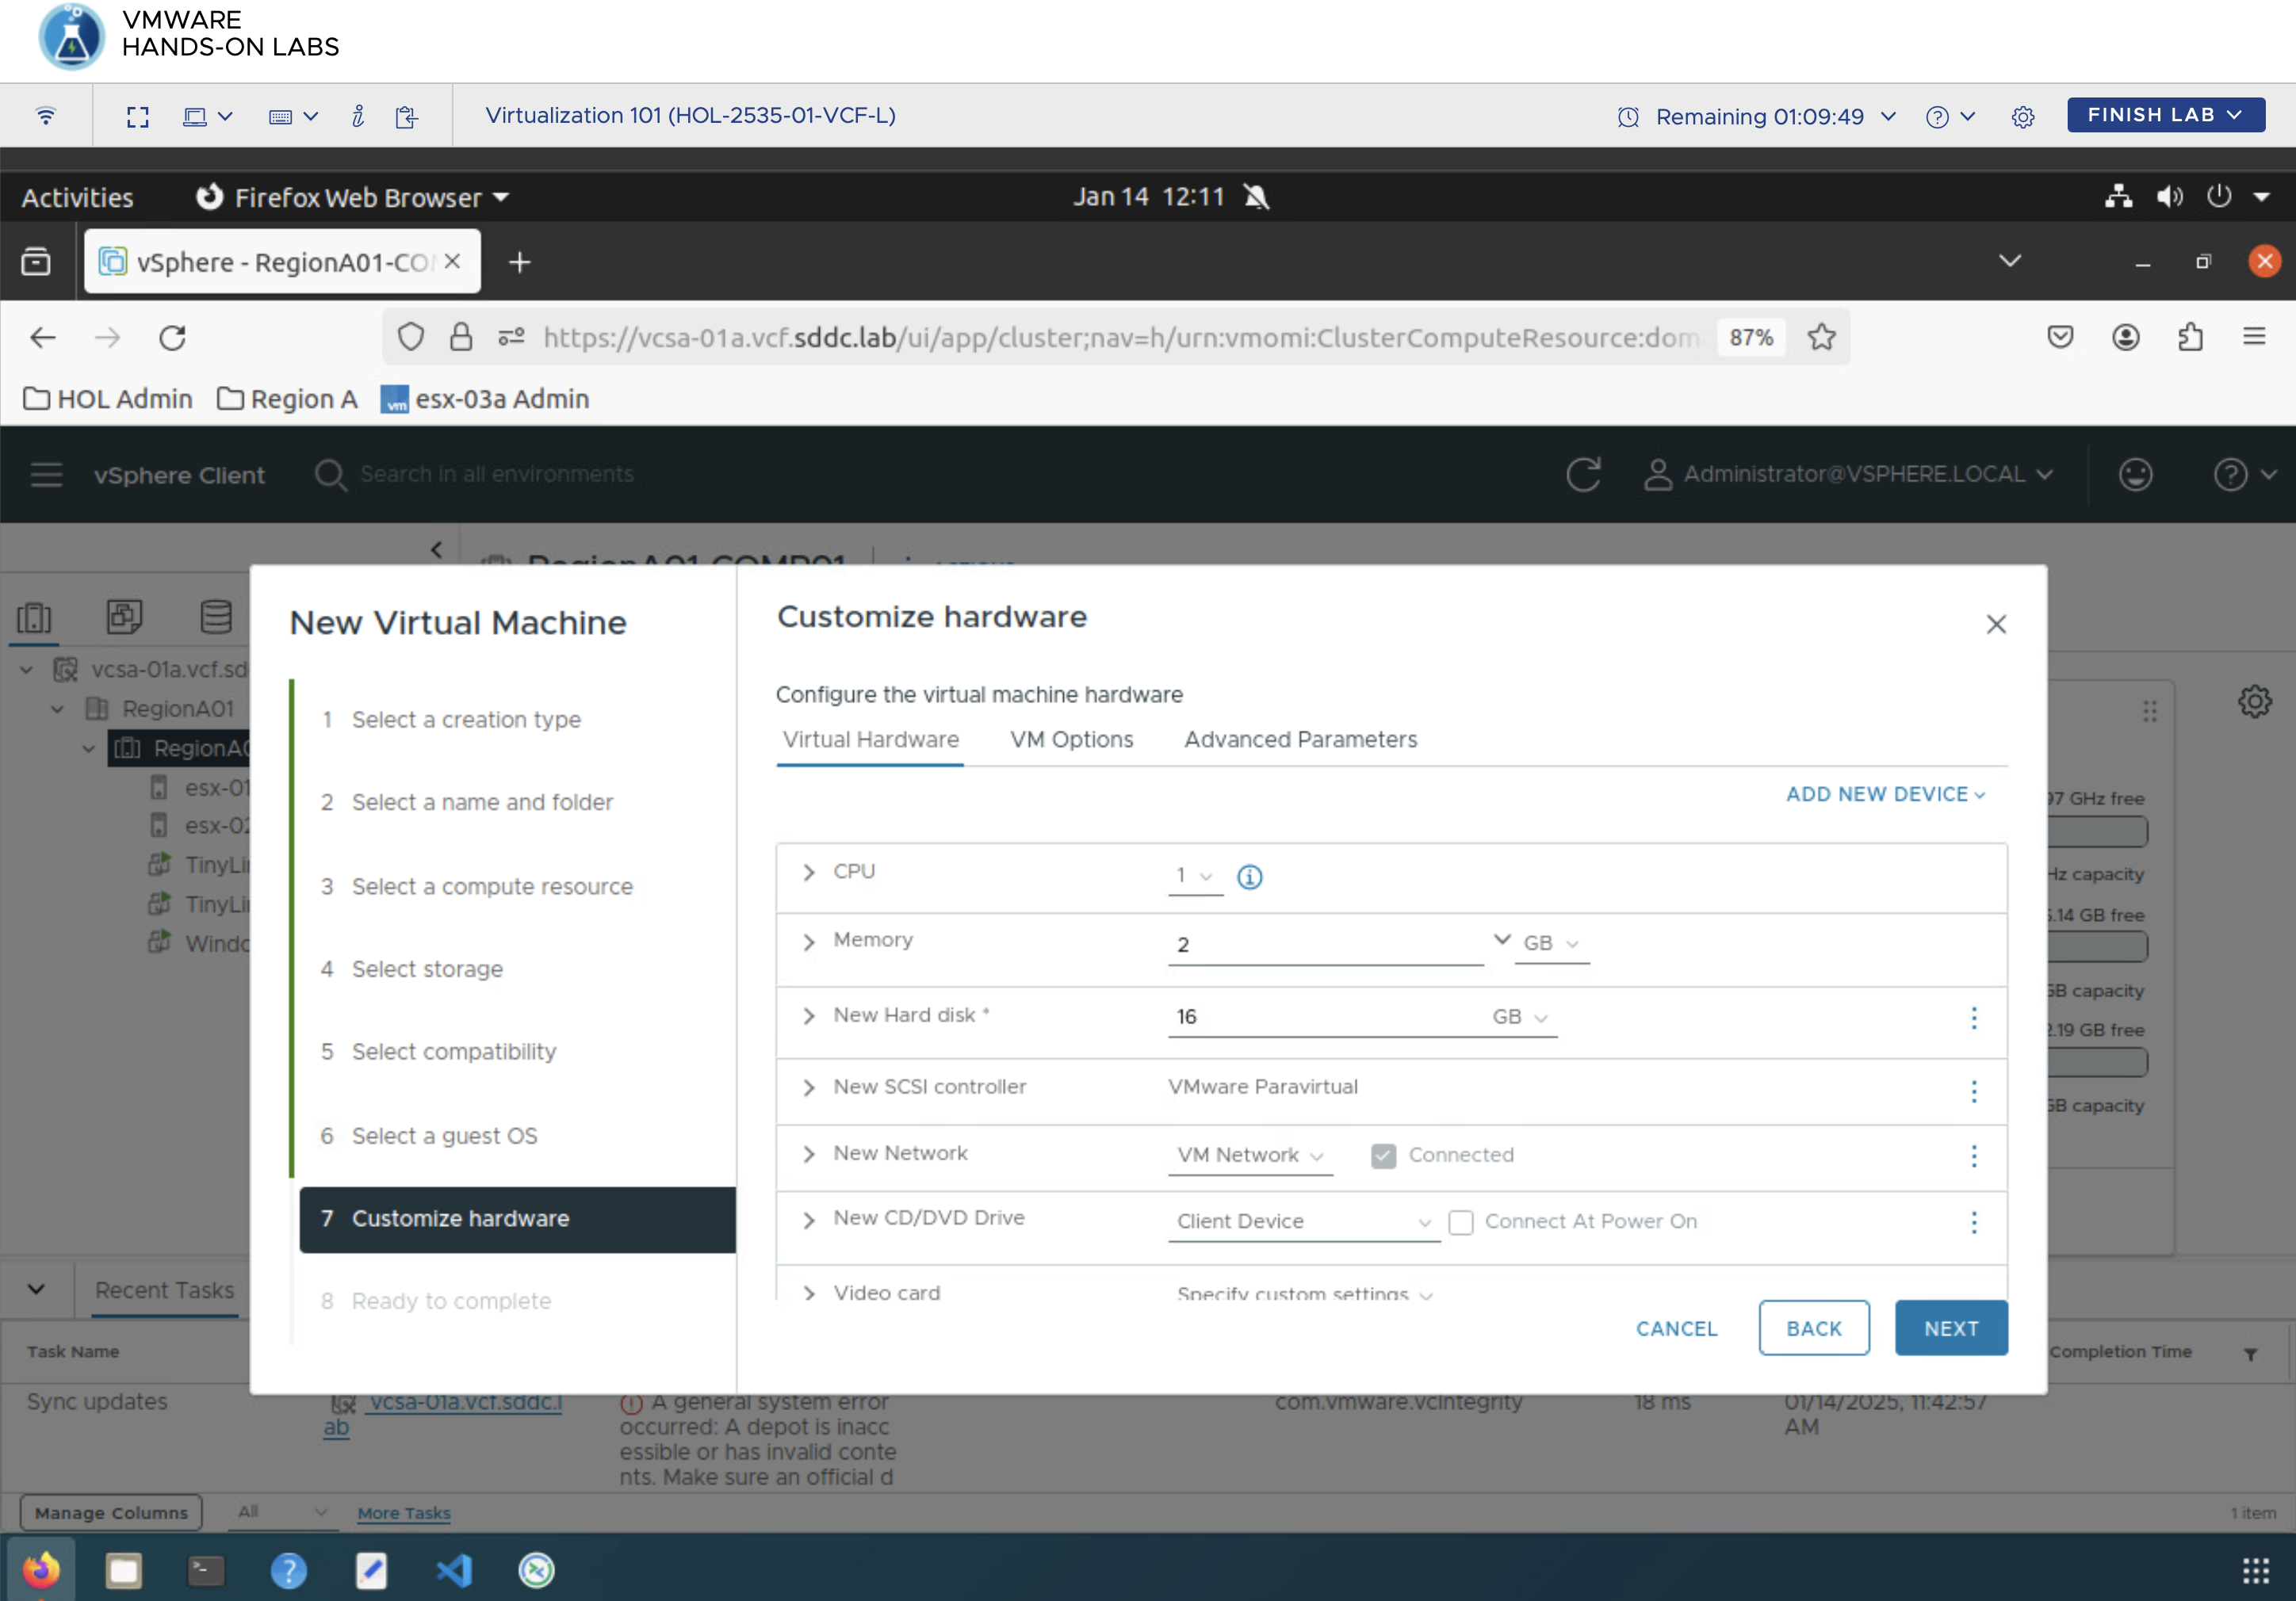 VMWARE
HANDS-ON LABS
Virtualization 101 (HOL-2535-01-VCF-L)
Remaining 01:09:49
FINISH LAB
Activities
Firefox Web Browser
Jan 14 12:11
vSphere - RegionA01-CO
https://vcsa-01a.vcf.sddc.lab/ui/app/cluster;nav=h/urn:vmomi:ClusterComputeResource:dom
87%
HOL Admin
Region A
vm
esx-03a Admin
vSphere Client
Search in all environments
Administrator@VSPHERE.LOCAL
RegionA01-COMP01
ACTIONS
vcsa-01a.vcf.sd
RegionA01
RegionA0
esx-01
esx-02
TinyLi
TinyLi
Windo
New Virtual Machine
1 Select a creation type
2 Select a name and folder
3 Select a compute resource
4 Select storage
5 Select compatibility
6 Select a guest OS
7 Customize hardware
8 Ready to complete
Customize hardware
Configure the virtual machine hardware
Virtual Hardware
VM Options
Advanced Parameters
ADD NEW DEVICE
CPU
1
Memory
2
GB
New Hard disk *
16
GB
New SCSI controller
VMware Paravirtual
New Network
VM Network
Connected
New CD/DVD Drive
Client Device
Connect At Power On
Video card
Specify custom settings
CANCEL
BACK
NEXT
97 GHz free
Hz capacity
5.14 GB free
GB capacity
2.19 GB free
GB capacity
Recent Tasks
Task Name
Completion Time
Sync updates
vcsa-01a.vcf.sddc.l
ab
A general system error
occurred: A depot is inacc
essible or has invalid conte
nts. Make sure an official d
com.vmware.vcIntegrity
18 ms
01/14/2025, 11:42:57
AM
Manage Columns
All
More Tasks
1 item